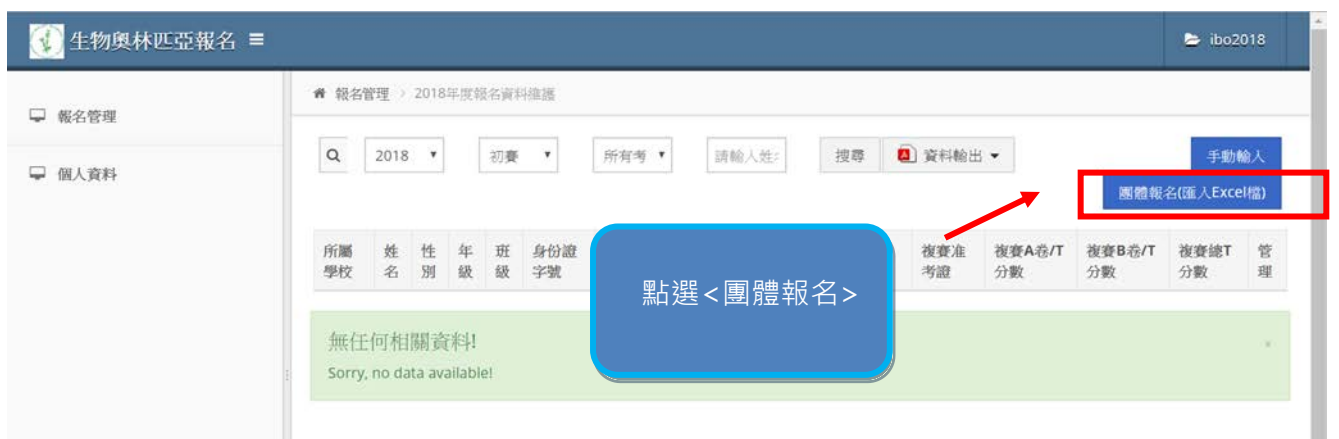 生物奧林匹亞報名
ibo2018
報名管理
個人資料
報名管理 > 2018年度報名資料維護
2018
初賽
所有考
請輸入姓
搜尋
資料輸出
手動輸入
團體報名(匯入Excel檔)
所屬學校
姓名
性別
年級
班級
身份證字號
複賽准考證
複賽A卷/T分數
複賽B卷/T分數
複賽總T分數
管理
點選<團體報名>
無任何相關資料!
Sorry, no data available!